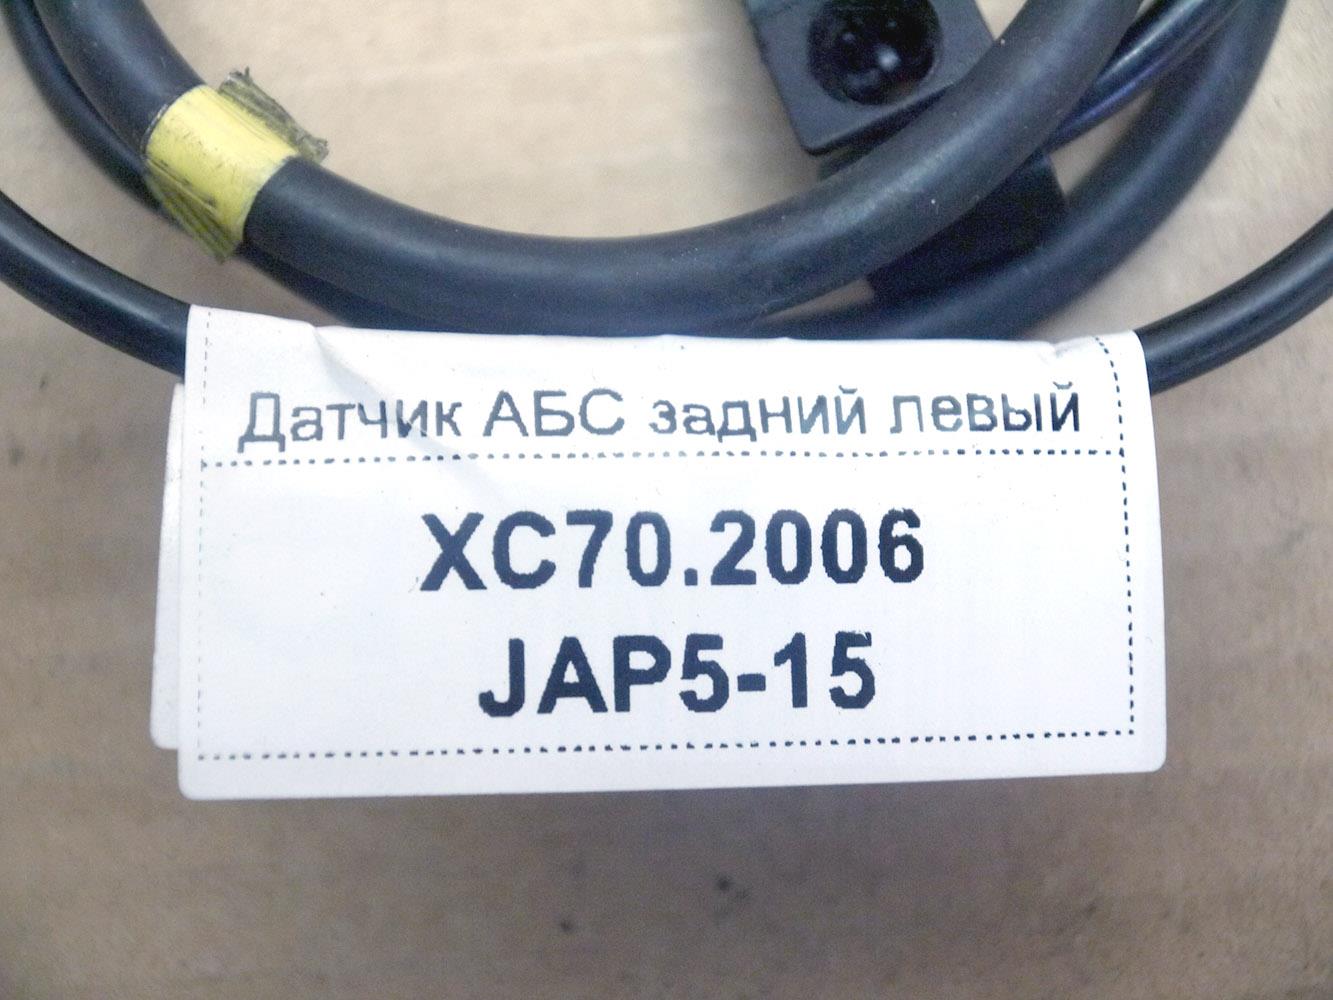 Датчик АБС задний левый
XC70.2006
JAP5-15